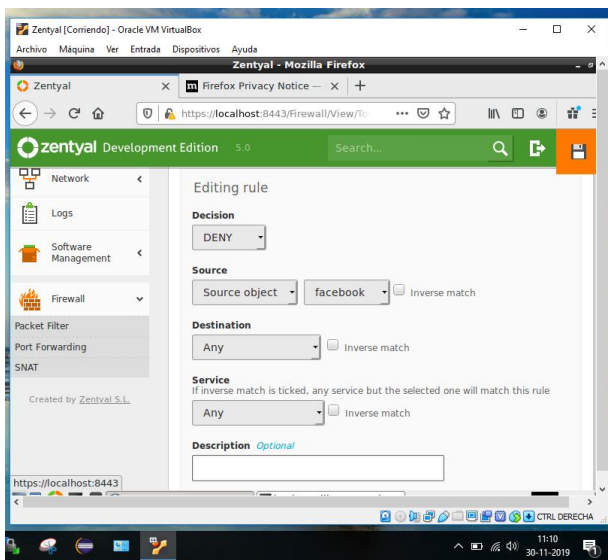 Zentyal [Corriendo] - Oracle VM VirtualBox
Archivo Máquina Ver Entrada Dispositivos Ayuda
Zentyal - Mozilla Firefox
Zentyal
Firefox Privacy Notice —
https://localhost:8443/Firewall/View/To
zentyal Development Edition 5.0
Search...
Network
Logs
Software
Management
Firewall
Packet Filter
Port Forwarding
SNAT
Created by Zentyal S.L.
Editing rule
Decision
DENY
Source
Source object facebook Inverse match
Destination
Any Inverse match
Service
If inverse match is ticked, any service but the selected one will match this rule
Any Inverse match
Description Optional
https://localhost:8443
CTRL DERECHA
11:10
30-11-2019